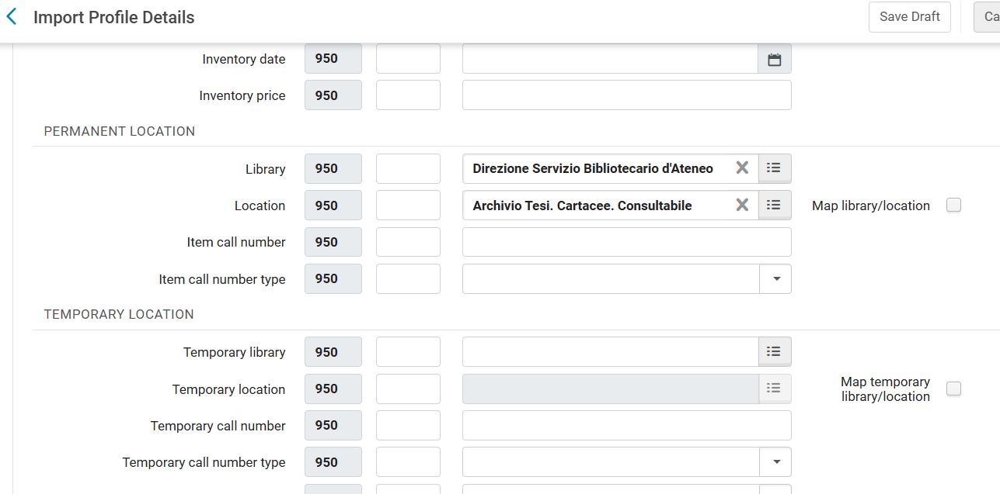 Import Profile Details
Save Draft
Ca
Inventory date 950
Inventory price 950
PERMANENT LOCATION
Library 950 Direzione Servizio Bibliotecario d'Ateneo
Location 950 Archivio Tesi. Cartacee. Consultabile Map library/location
Item call number 950
Item call number type 950
TEMPORARY LOCATION
Temporary library 950
Temporary location 950 Map temporary
library/location
Temporary call number 950
Temporary call number type 950